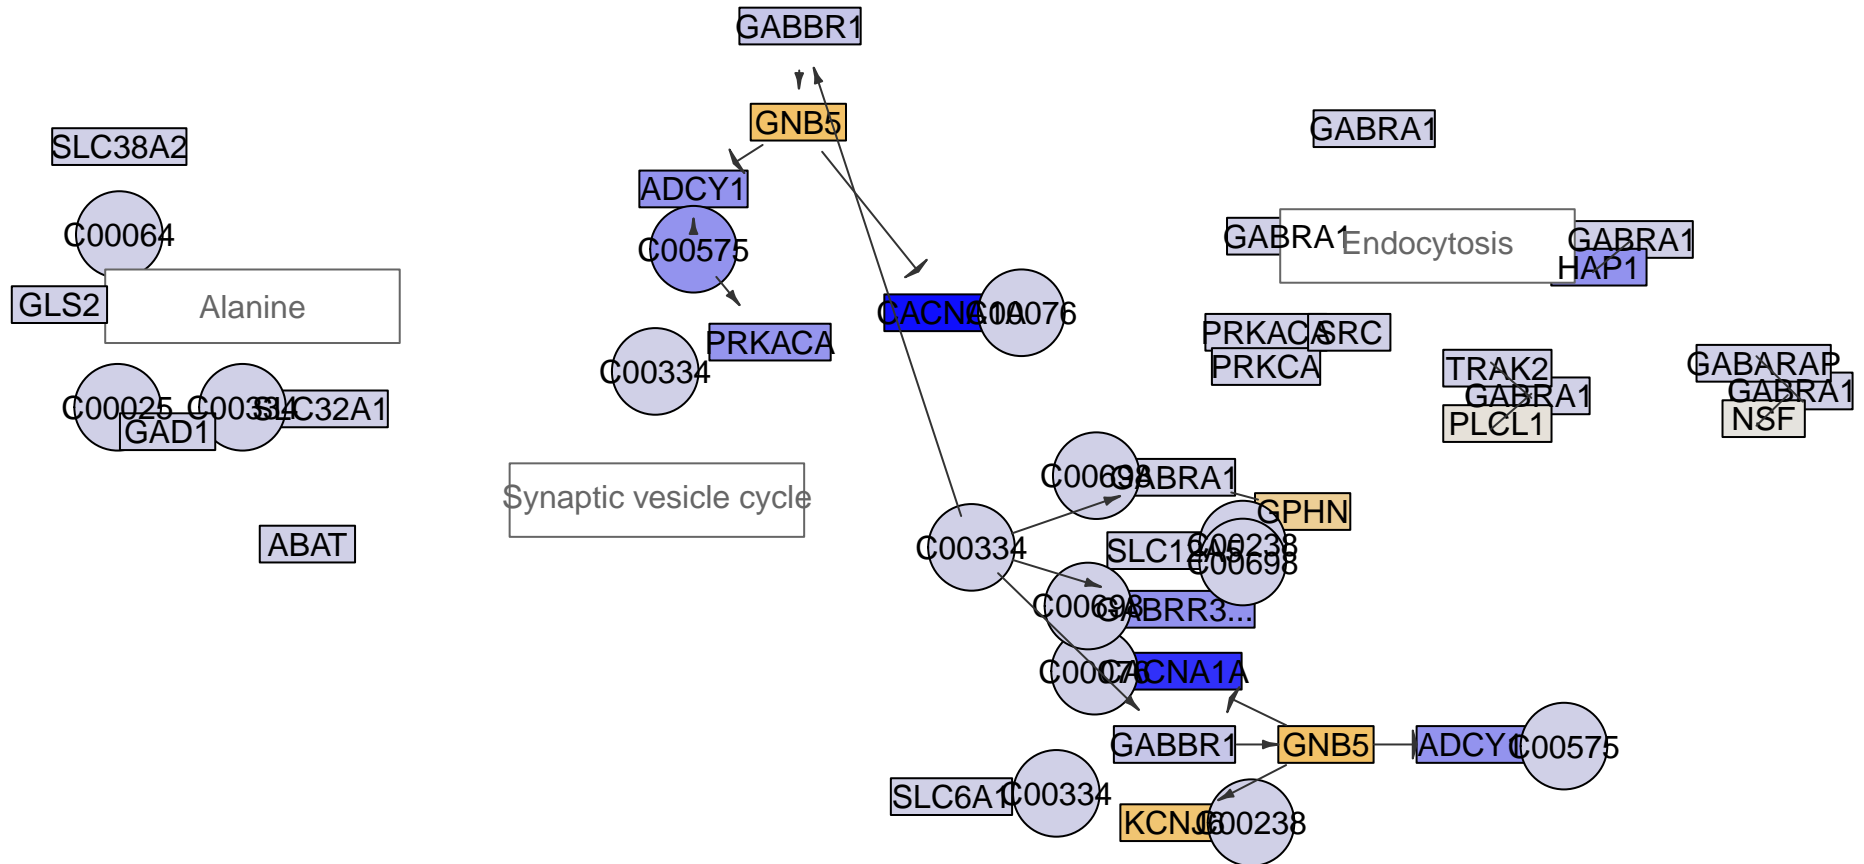 GABBR1
GNB5
SLC38A2
GABRA1
ADCY1
C00064
C00575
GABRA1
Endocytosis
GABRA1
HAP1
GLS2
Alanine
CACNA1A
C00076
PRKACA
C00334
PRKACA
SRC
PRKCA
TRAK2
GABRA1
PLCL1
GABARAP
GABRA1
NSF
C00025
C00334
SLC32A1
GAD1
Synaptic vesicle cycle
C00698
GABRA1
GPHN
ABAT
C00334
SLC12A5
C00238
C00698
C00698
GABRR3...
C00076
CACNA1A
GABBR1
GNB5
ADCY1
C00575
SLC6A1
C00334
KCNJ6
C00238